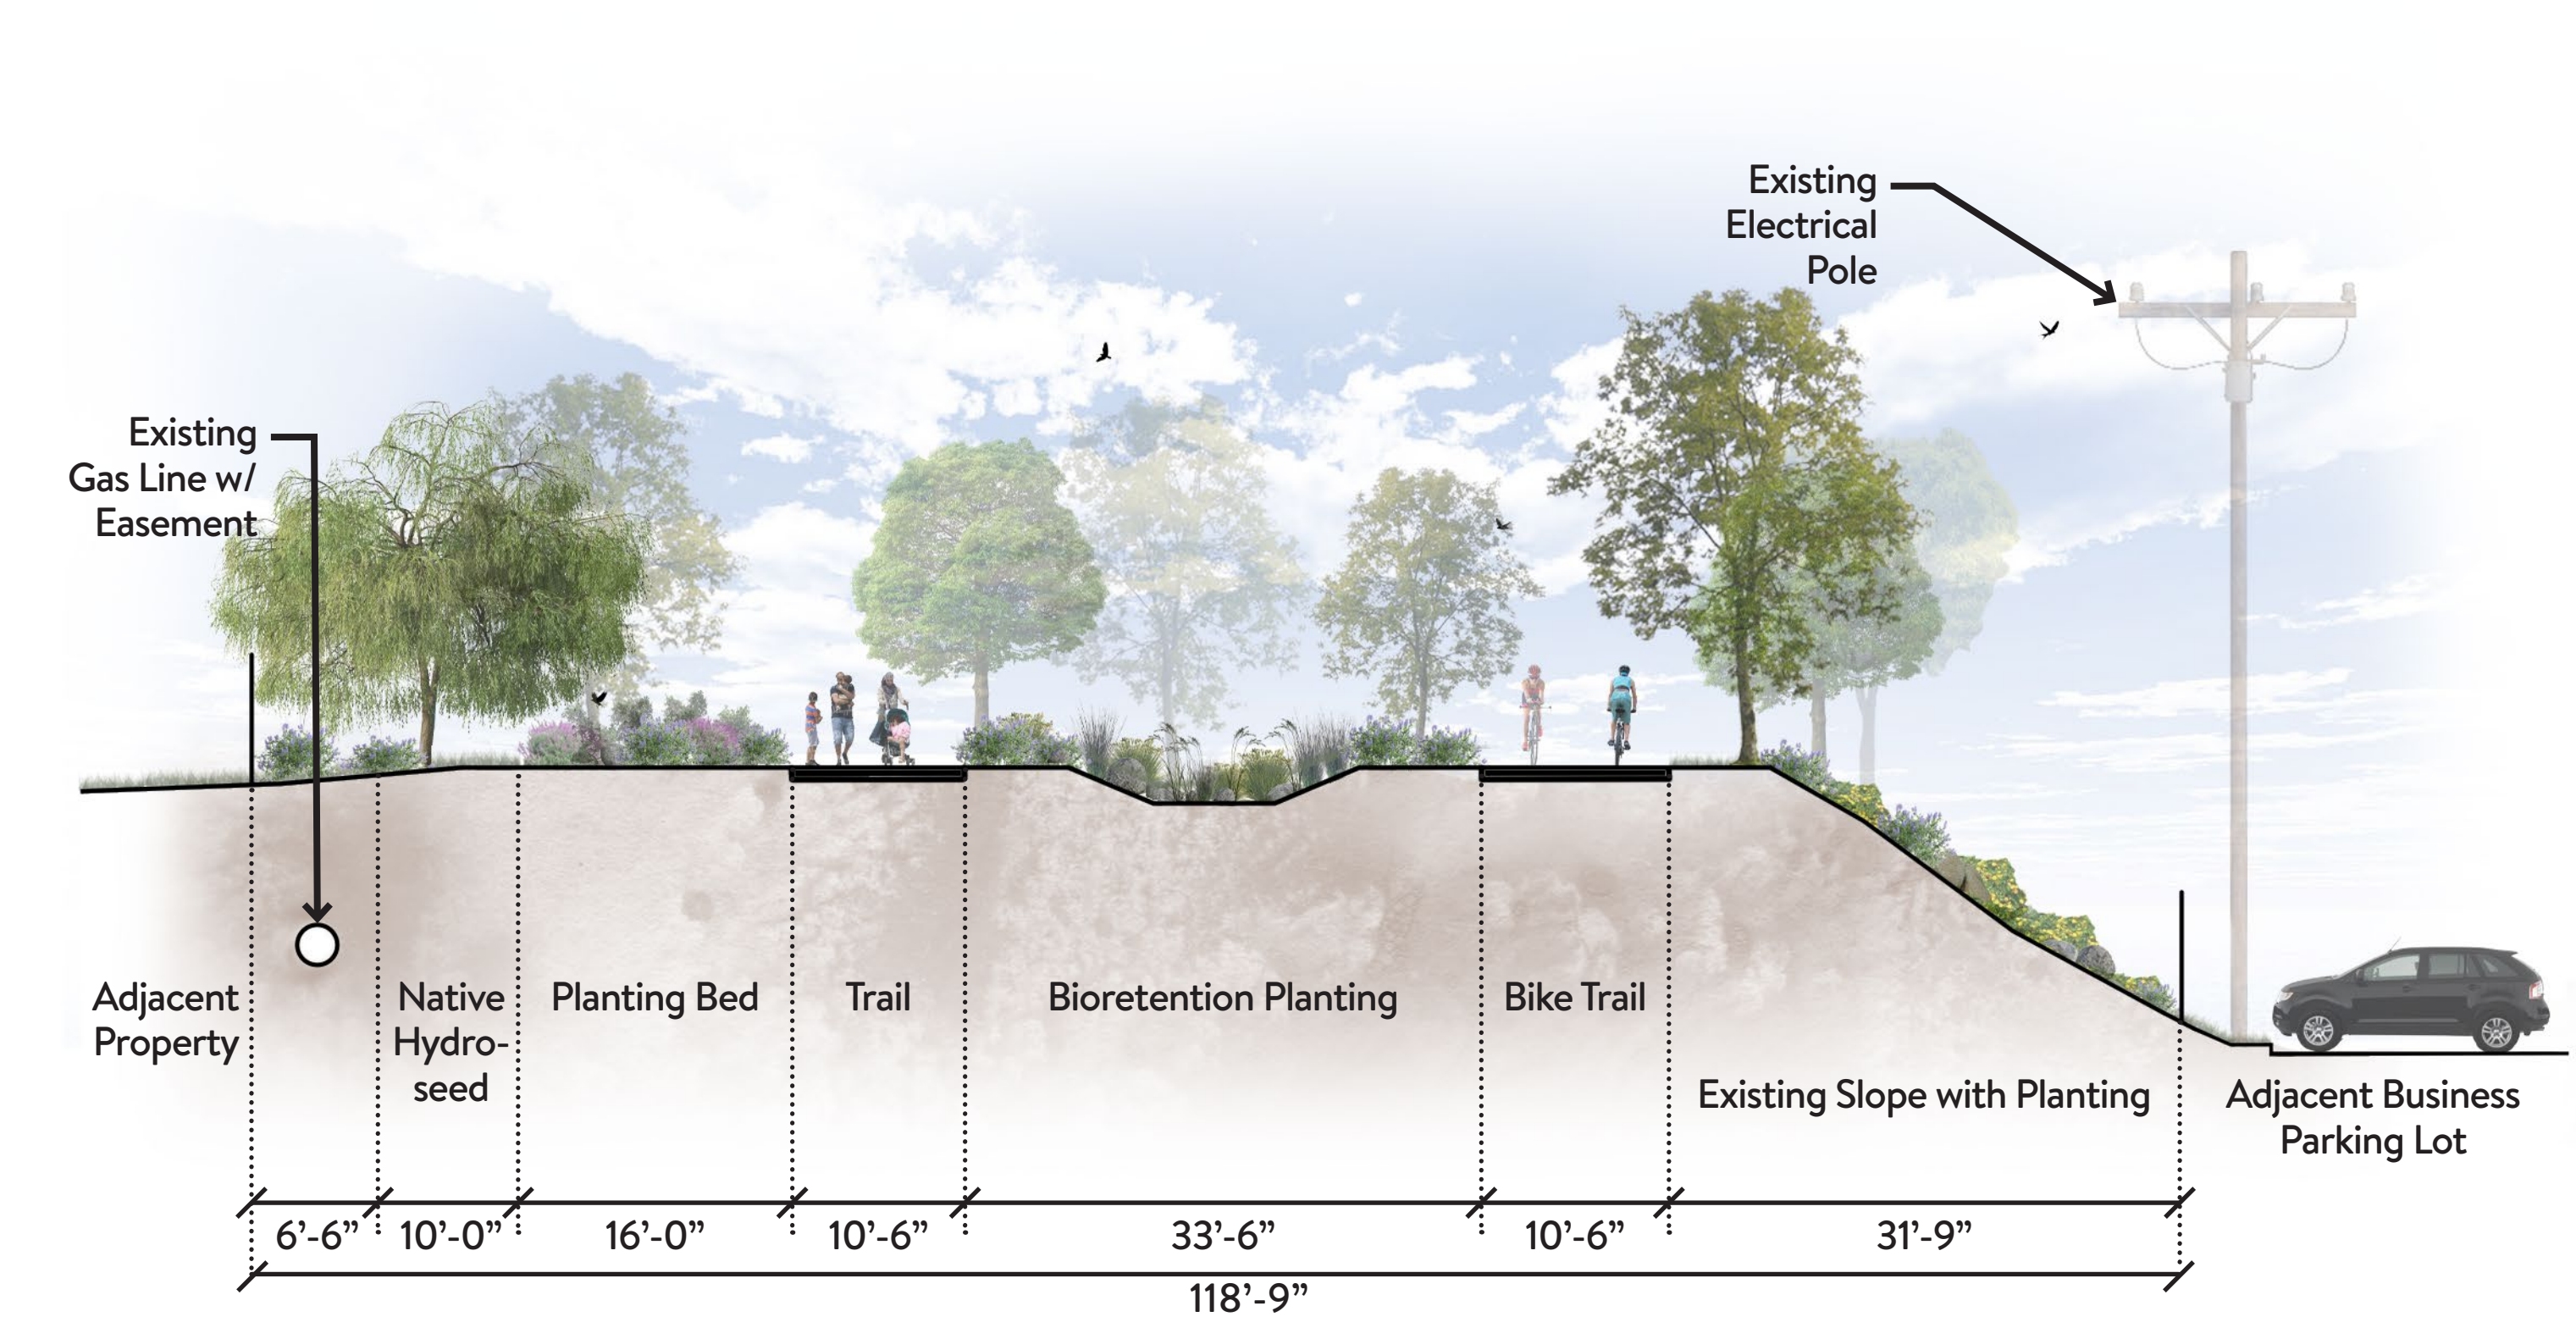 Existing
Electrical
Pole
Existing
Gas Line w/
Easement
Adjacent
Property
Native
Hydro-
seed
Planting Bed
Trail
Bioretention Planting
Bike Trail
Existing Slope with Planting
Adjacent Business
Parking Lot
6’-6”
10’-0”
16’-0”
10’-6”
33’-6”
10’-6”
31’-9”
118’-9”